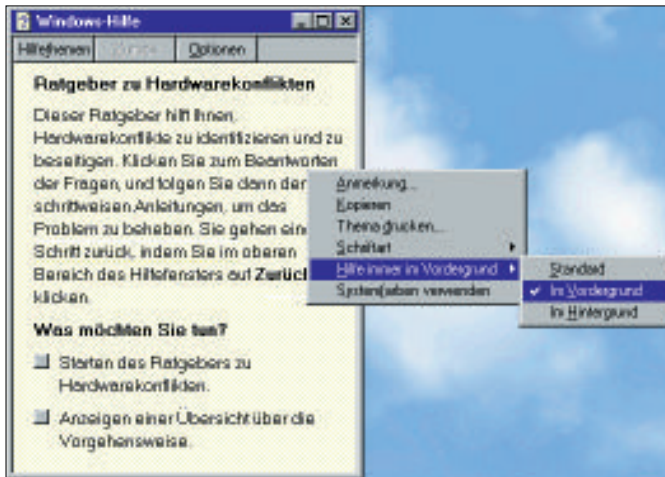 Windows-Hilfe
Hilfethemen Zurück Optionen
Ratgeber zu Hardwarekonflikten
Dieser Ratgeber hilft Ihnen,
Hardwarekonflikte zu identifizieren und zu
beseitigen. Klicken Sie zum Beantworten
der Fragen, und folgen Sie dann der
schrittweisen Anleitungen, um das
Problem zu beheben. Sie gehen ein
Schritt zurück, indem Sie im oberen
Bereich des Hilfefensters auf Zurück
klicken.
Was möchten Sie tun?
Starten des Ratgebers zu
Hardwarekonflikten.
Anzeigen einer Übersicht über die
Vorgehensweise.
Anmerkung...
Kopieren
Thema drucken...
Schriftart
Hilfe immer im Vordergrund
Systemfarben verwenden
Standard
Im Vordergrund
Im Hintergrund